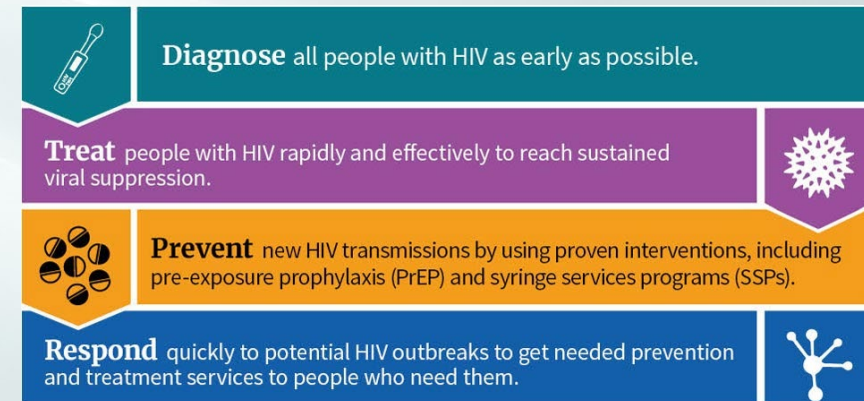 Diagnose all people with HIV as early as possible.
Treat people with HIV rapidly and effectively to reach sustained
viral suppression.
Prevent new HIV transmissions by using proven interventions, including
pre-exposure prophylaxis (PrEP) and syringe services programs (SSPs).
Respond quickly to potential HIV outbreaks to get needed prevention
and treatment services to people who need them.